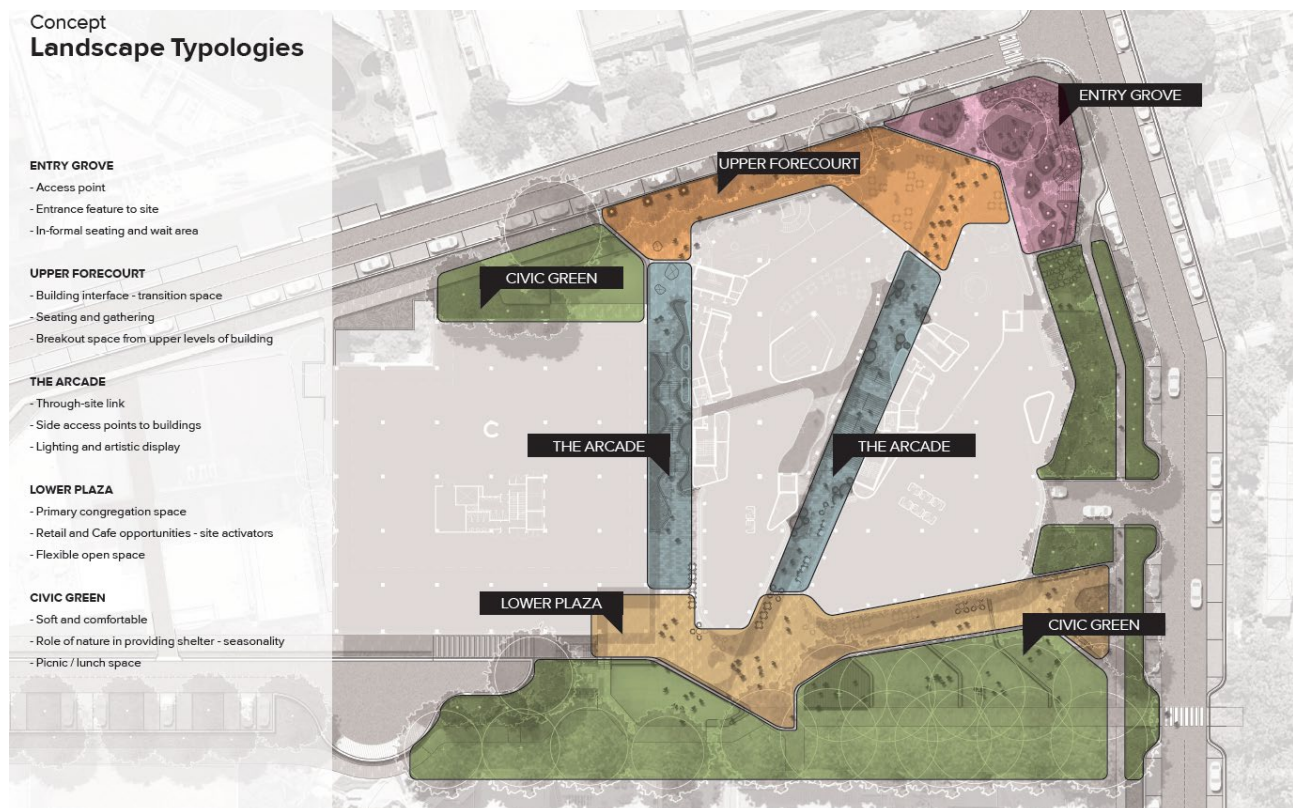 Concept
Landscape Typologies
ENTRY GROVE
- Access point
- Entrance feature to site
- In-formal seating and wait area
UPPER FORECOURT
- Building interface - transition space
- Seating and gathering
- Breakout space from upper levels of building
THE ARCADE
- Through-site link
- Side access points to buildings
- Lighting and artistic display
LOWER PLAZA
- Primary congregation space
- Retail and Cafe opportunities - site activators
- Flexible open space
CIVIC GREEN
- Soft and comfortable
- Role of nature in providing shelter - seasonality
- Picnic / lunch space
ENTRY GROVE
UPPER FORECOURT
CIVIC GREEN
C
THE ARCADE
THE ARCADE
LOWER PLAZA
CIVIC GREEN